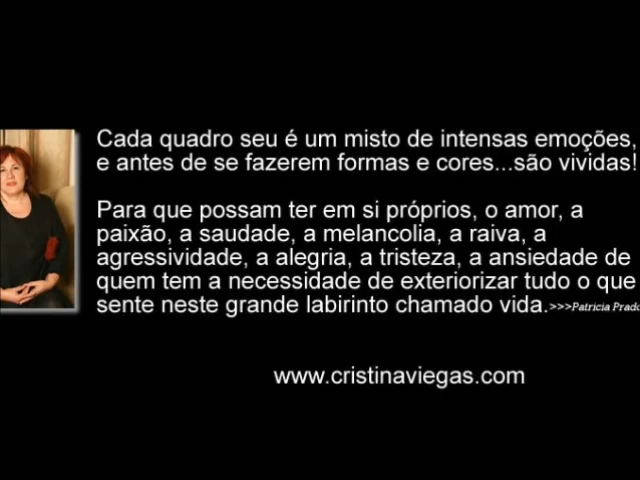 Cada quadro seu é um misto de intensas emoções,
e antes de se fazerem formas e cores...são vividas!
Para que possam ter em si próprios, o amor, a
paixão, a saudade, a melancolia, a raiva, a
agressividade, a alegria, a tristeza, a ansiedade de
quem tem a necessidade de exteriorizar tudo o que
sente neste grande labirinto chamado vida.>>>Patricia Prado
www.cristinaviegas.com